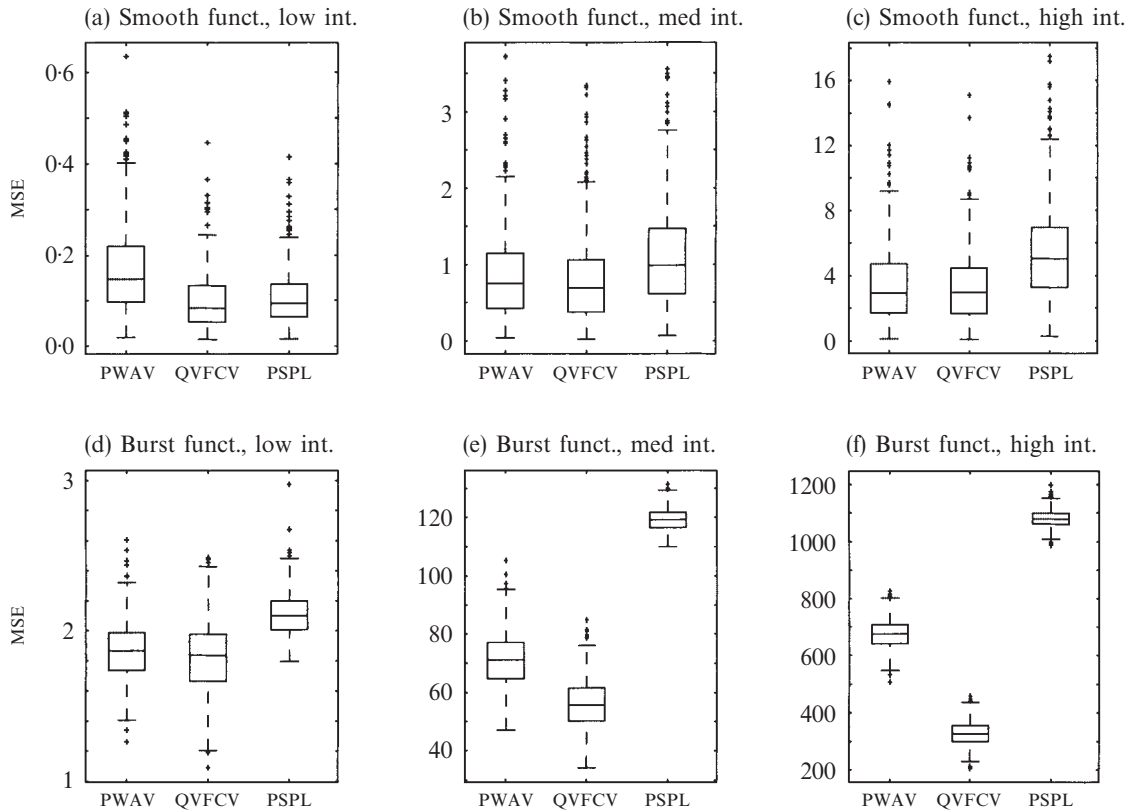 (a) Smooth funct., low int.
(b) Smooth funct., med int.
(c) Smooth funct., high int.
MSE
0·6
0·4
0·2
0·0
PWAV QVFCV PSPL
3
2
1
0
PWAV QVFCV PSPL
16
12
8
4
0
PWAV QVFCV PSPL
(d) Burst funct., low int.
(e) Burst funct., med int.
(f) Burst funct., high int.
MSE
3
2
1
PWAV QVFCV PSPL
120
100
80
60
40
PWAV QVFCV PSPL
1200
1000
800
600
400
200
PWAV QVFCV PSPL